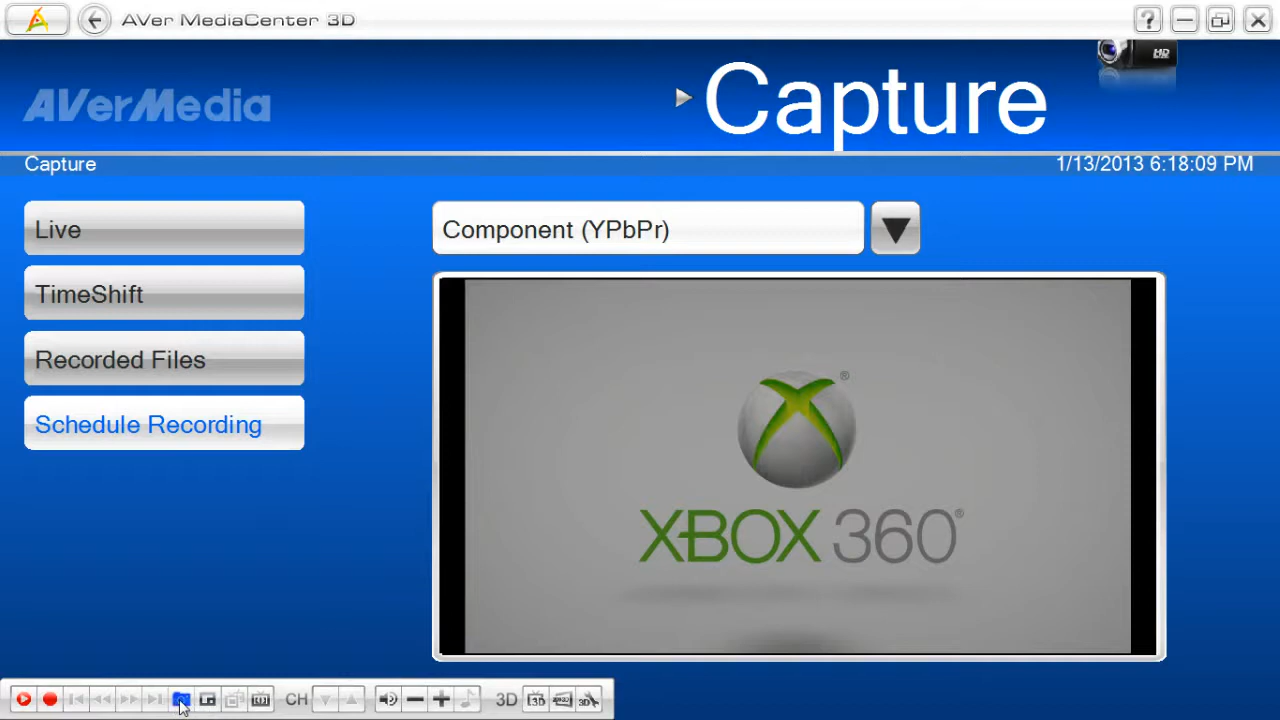 AVer MediaCenter 3D
HD
Capture
AVerMedia
Capture
1/13/2013 6:18:09 PM
Live
TimeShift
Recorded Files
Schedule Recording
Component (YPbPr)
XBOX 360®
CH
3D